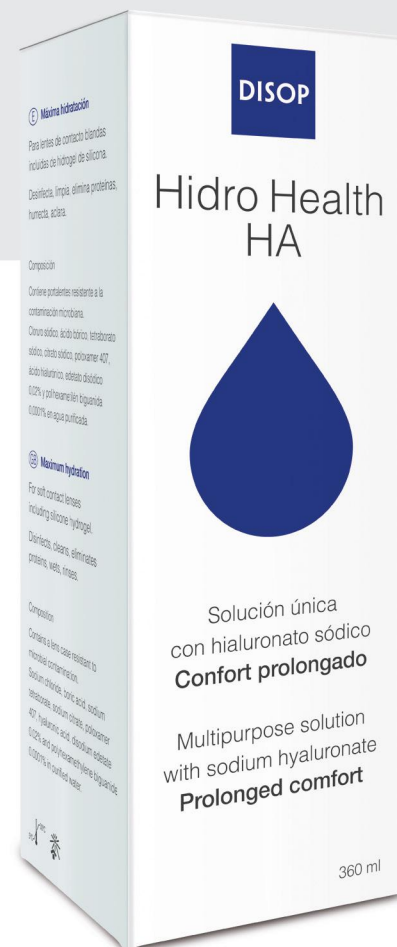 DISOP
Hidro Health
HA
Solución única
con hialuronato sódico
Confort prolongado
Multipurpose solution
with sodium hyaluronate
Prolonged comfort
360 ml
E Máxima hidratación
Para lentes de contacto blandas
incluidas de hidrogel de silicona.
Desinfecta, limpia, elimina proteínas,
humecta, aclara.
Composición
Contiene portalentes resistente a la
contaminación microbiana.
Cloruro sódico, ácido bórico, tetraborato
sódico, citrato sódico, poloxamer 407,
ácido hialurónico, edetato disódico
0,02% y polihexametilén biguanida
0,0001% en agua purificada
GB Maximum hydration
For soft contact lenses
including silicone hydrogel.
Disinfects, cleans, eliminates
proteins, wets, rinses.
Composition
Contains a lens case resistant to
microbial contamination.
Sodium chloride, boric acid, sodium
tetraborate, sodium citrate, poloxamer
407, hyaluronic acid, disodium edetate
0.02% and polyhexamethylene biguanide
0.0001% in purified water.